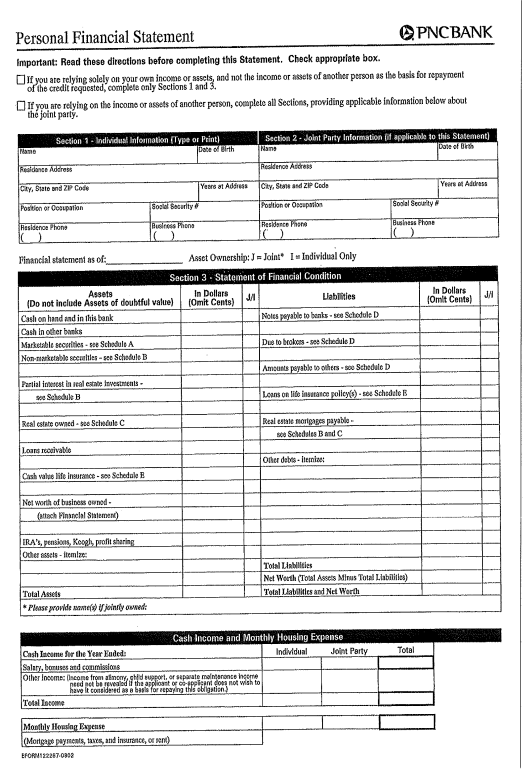 Personal Financial Statement
PNCBANK
Important: Read these directions before completing this Statement. Check appropriate box.
If you are relying solely on your own income or assets, and not the income or assets of another person as the basis for repayment
of the credit requested, complete only Sections 1 and 3.
If you are relying on the income or assets of another person, complete all Sections, providing applicable information below about
the joint party.
Section 1 - Individual Information (Type or Print) Section 2 - Joint Party Information (if applicable to this Statement)
Name Date of Birth Name Date of Birth
Residence Address Residence Address
City, State and ZIP Code Years at Address City, State and ZIP Code Years at Address
Position or Occupation Social Security # Position or Occupation Social Security #
Residence Phone Business Phone Residence Phone Business Phone
( ) ( ) ( ) ( )
Financial statement as of: Asset Ownership: J = Joint* I = Individual Only
Section 3 - Statement of Financial Condition
Assets In Dollars J/I Liabilities In Dollars J/I
(Do not include Assets of doubtful value) (Omit Cents) (Omit Cents)
Cash on hand and in this bank Notes payable to banks - see Schedule D
Cash in other banks
Marketable securities - see Schedule A Due to brokers - see Schedule D
Non-marketable securities - see Schedule B
Amounts payable to others - see Schedule D
Partial interest in real estate investments -
see Schedule B Loans on life insurance policy(s) - see Schedule E
Real estate owned - see Schedule C Real estate mortgages payable -
see Schedules B and C
Loans receivable
Other debts - itemize:
Cash value life insurance - see Schedule E
Net worth of business owned -
(attach Financial Statement)
IRA's, pensions, Keogh, profit sharing
Other assets - itemize:
Total Liabilities
Net Worth (Total Assets Minus Total Liabilities)
Total Assets Total Liabilities and Net Worth
* Please provide name(s) if jointly owned:
Cash Income and Monthly Housing Expense
Cash Income for the Year Ended: Individual Joint Party Total
Salary, bonuses and commissions
Other Income: (Income from alimony, child support, or separate maintenance income
need not be revealed if the applicant or co-applicant does not wish to
have it considered as a basis for repaying this obligation.)
Total Income
Monthly Housing Expense
(Mortgage payments, taxes, and insurance, or rent)
EFORM122267-0802